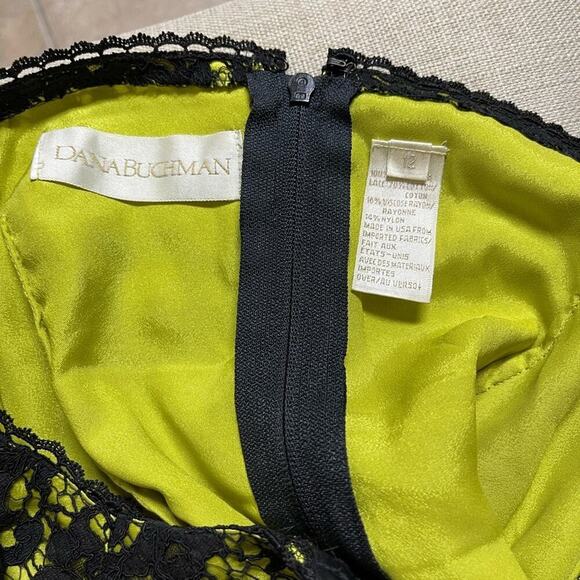 DANA BUCHMAN
12
LACE/70% COTTON/
COTON
16% VISCOSE RAYON/
RAYONNE
14% NYLON
MADE IN USA FROM
IMPORTED FABRICS/
FAIT AUX
ETATS-UNIS
AVEC DES MATERIAUX
IMPORTES
OVER/AU VERSO↓